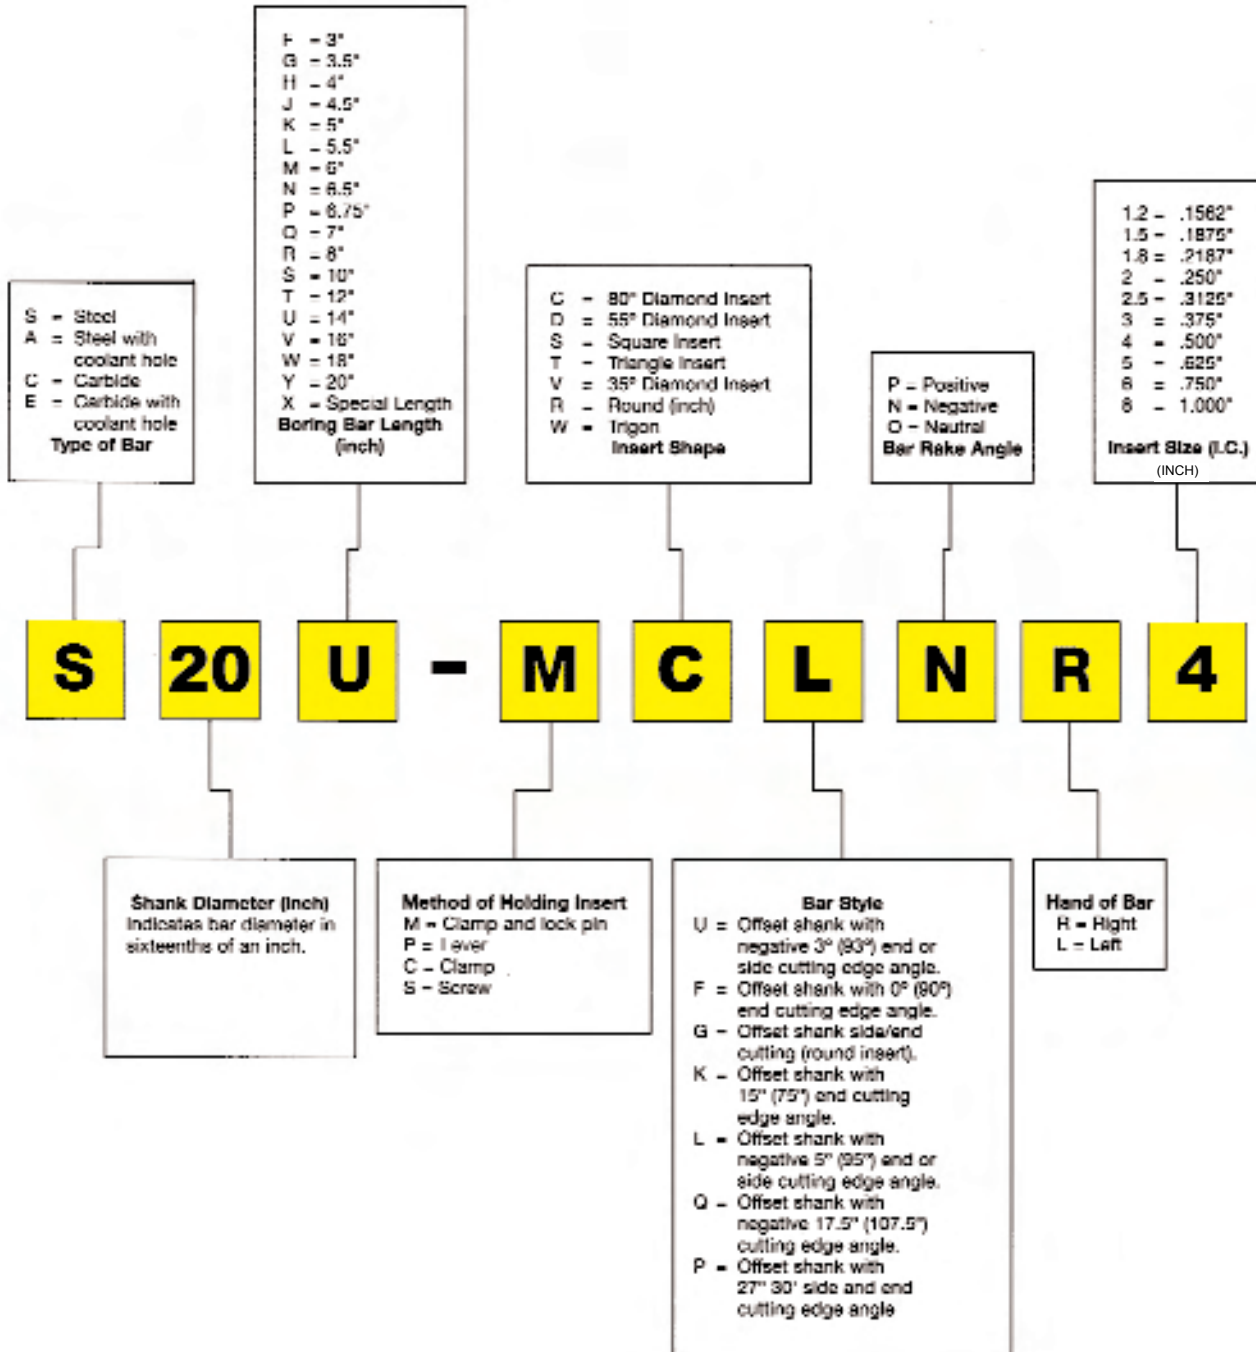 F = 3"
G = 3.5"
H = 4"
J = 4.5"
K = 5"
L = 5.5"
M = 6"
N = 6.5"
P = 6.75"
Q = 7"
R = 8"
S = 10"
T = 12"
U = 14"
V = 16"
W = 18"
Y = 20"
X = Special Length
Boring Bar Length
(inch)
S = Steel
A = Steel with
coolant hole
C = Carbide
E = Carbide with
coolant hole
Type of Bar
C = 80° Diamond Insert
D = 55° Diamond Insert
S = Square Insert
T = Triangle Insert
V = 35° Diamond Insert
R = Round (inch)
W = Trigon
Insert Shape
P = Positive
N = Negative
O = Neutral
Bar Rake Angle
1.2 = .1562"
1.5 = .1875"
1.8 = .2187"
2 = .250"
2.5 = .3125"
3 = .375"
4 = .500"
5 = .625"
6 = .750"
8 = 1.000"
Insert Size (I.C.)
(INCH)
S 20 U - M C L N R 4
Shank Diameter (Inch)
Indicates bar diameter in
sixteenths of an inch.
Method of Holding Insert
M = Clamp and lock pin
P = Lever
C = Clamp
S = Screw
Bar Style
U = Offset shank with
negative 3° (93°) end or
side cutting edge angle.
F = Offset shank with 0° (90°)
end cutting edge angle.
G = Offset shank side/end
cutting (round insert).
K = Offset shank with
15° (75°) end cutting
edge angle.
L = Offset shank with
negative 5° (95°) end or
side cutting edge angle.
Q = Offset shank with
negative 17.5° (107.5°)
cutting edge angle.
P = Offset shank with
27° 30' side and end
cutting edge angle
Hand of Bar
R = Right
L = Left